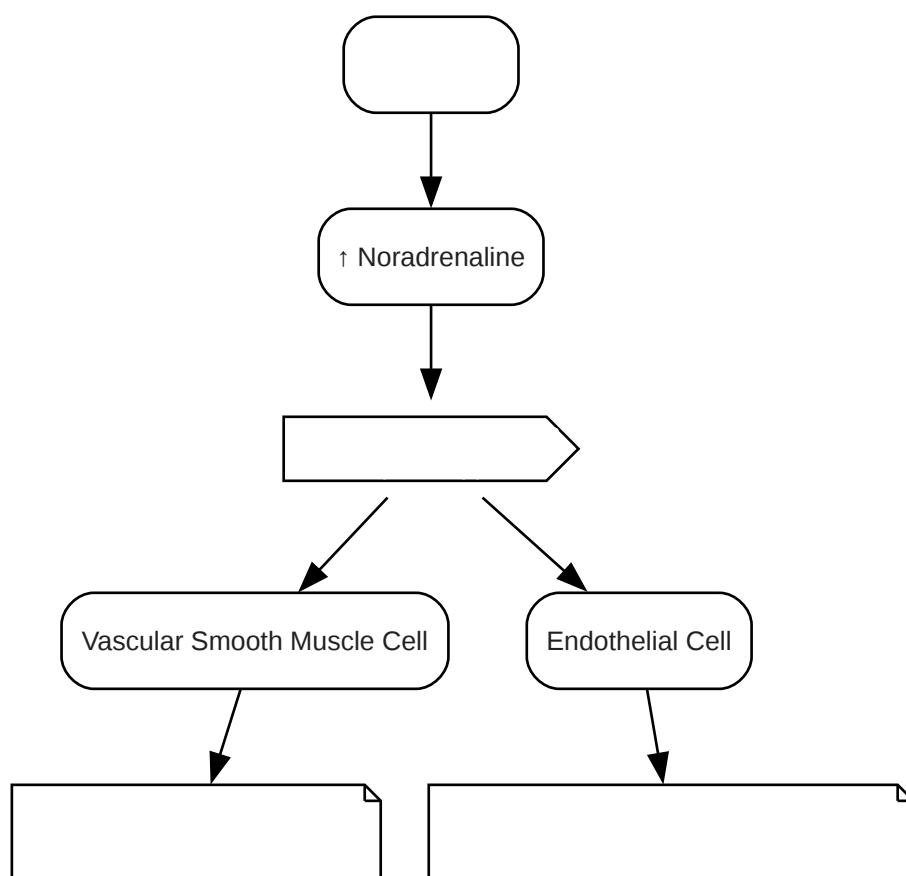 ↑ Noradrenaline
Vascular Smooth Muscle Cell
Endothelial Cell